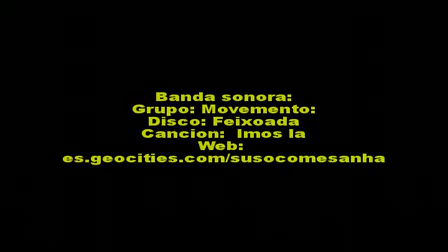 Banda sonora:
Grupo: Movemento:
Disco: Feixoada
Cancion: Imos la
Web:
es.geocities.com/susocomesanha